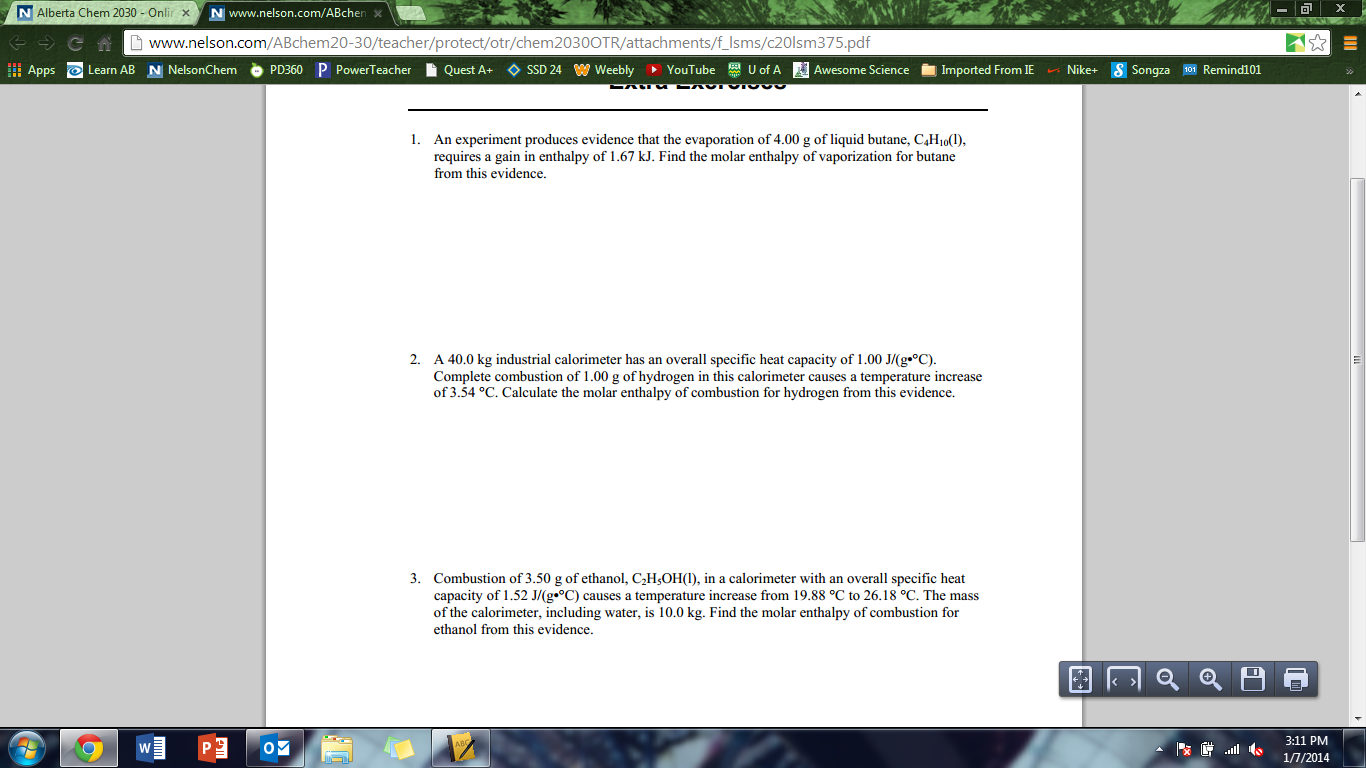 Alberta Chem 2030 - Onli
www.nelson.com/ABchen
www.nelson.com/ABchem20-30/teacher/protect/otr/chem2030OTR/attachments/f_lsms/c20lsm375.pdf
Apps Learn AB NelsonChem PD360 PowerTeacher Quest A+ SSD 24 Weebly YouTube U of A Awesome Science Imported From IE Nike+ Songza Remind101
Extra Exercises
1. An experiment produces evidence that the evaporation of 4.00 g of liquid butane, C₄H₁₀(l),
requires a gain in enthalpy of 1.67 kJ. Find the molar enthalpy of vaporization for butane
from this evidence.
2. A 40.0 kg industrial calorimeter has an overall specific heat capacity of 1.00 J/(g•°C).
Complete combustion of 1.00 g of hydrogen in this calorimeter causes a temperature increase
of 3.54 °C. Calculate the molar enthalpy of combustion for hydrogen from this evidence.
3. Combustion of 3.50 g of ethanol, C₂H₅OH(l), in a calorimeter with an overall specific heat
capacity of 1.52 J/(g•°C) causes a temperature increase from 19.88 °C to 26.18 °C. The mass
of the calorimeter, including water, is 10.0 kg. Find the molar enthalpy of combustion for
ethanol from this evidence.
3:11 PM
1/7/2014